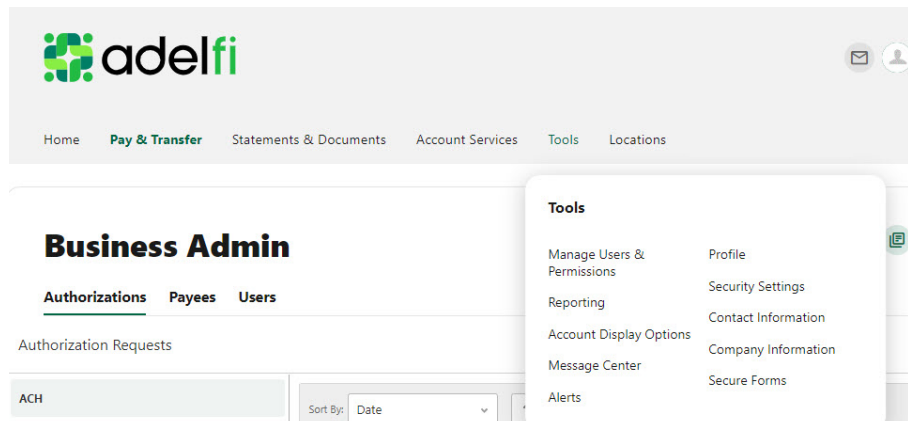 adelfi
Home Pay & Transfer Statements & Documents Account Services Tools Locations
Business Admin
Authorizations Payees Users
Authorization Requests
ACH
Sort By: Date
Tools
Manage Users &
Permissions
Reporting
Account Display Options
Message Center
Alerts
Profile
Security Settings
Contact Information
Company Information
Secure Forms